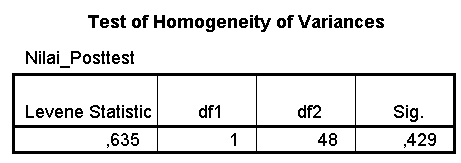 Test of Homogeneity of Variances
Nilai_Posttest
Levene Statistic df1 df2 Sig.
,635 1 48 ,429